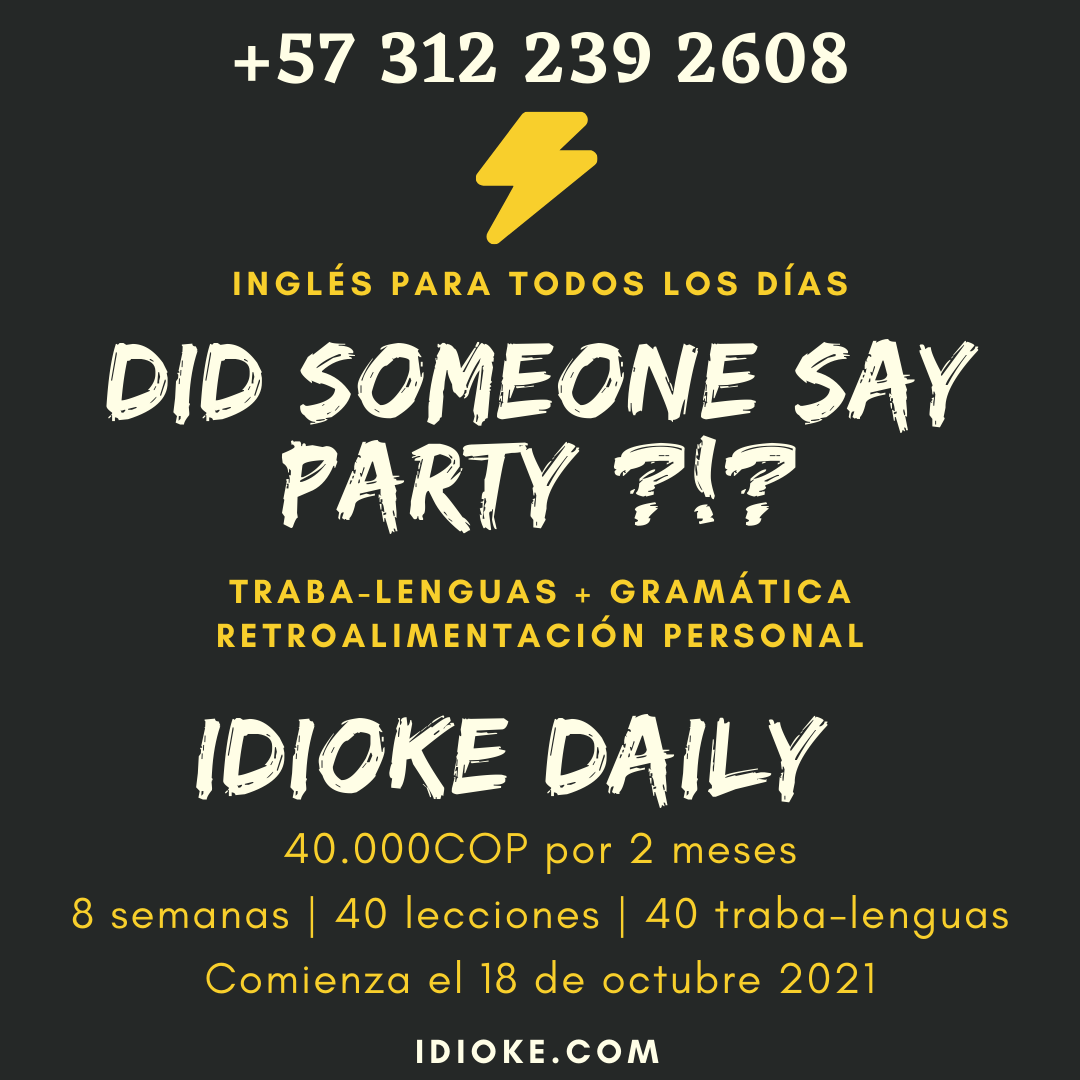 +57 312 239 2608
INGLÉS PARA TODOS LOS DÍAS
DID SOMEONE SAY
PARTY ?!?
TRABA-LENGUAS + GRAMÁTICA
RETROALIMENTACIÓN PERSONAL
IDIOKE DAILY
40.000COP por 2 meses
8 semanas | 40 lecciones | 40 traba-lenguas
Comienza el 18 de octubre 2021
IDIOKE.COM